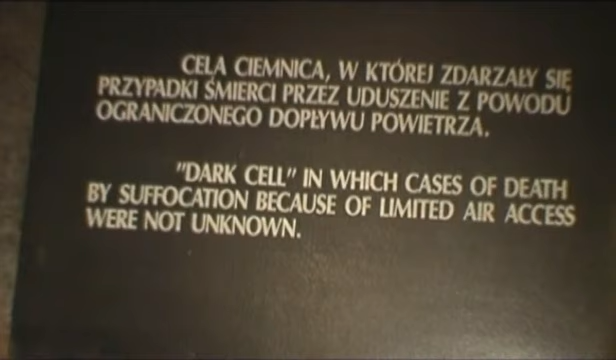 CELA CIEMNICA, W KTÓREJ ZDARZAŁY SIĘ
PRZYPADKI ŚMIERCI PRZEZ UDUSZENIE Z POWODU
OGRANICZONEGO DOPŁYWU POWIETRZA.
"DARK CELL" IN WHICH CASES OF DEATH
BY SUFFOCATION BECAUSE OF LIMITED AIR ACCESS
WERE NOT UNKNOWN.